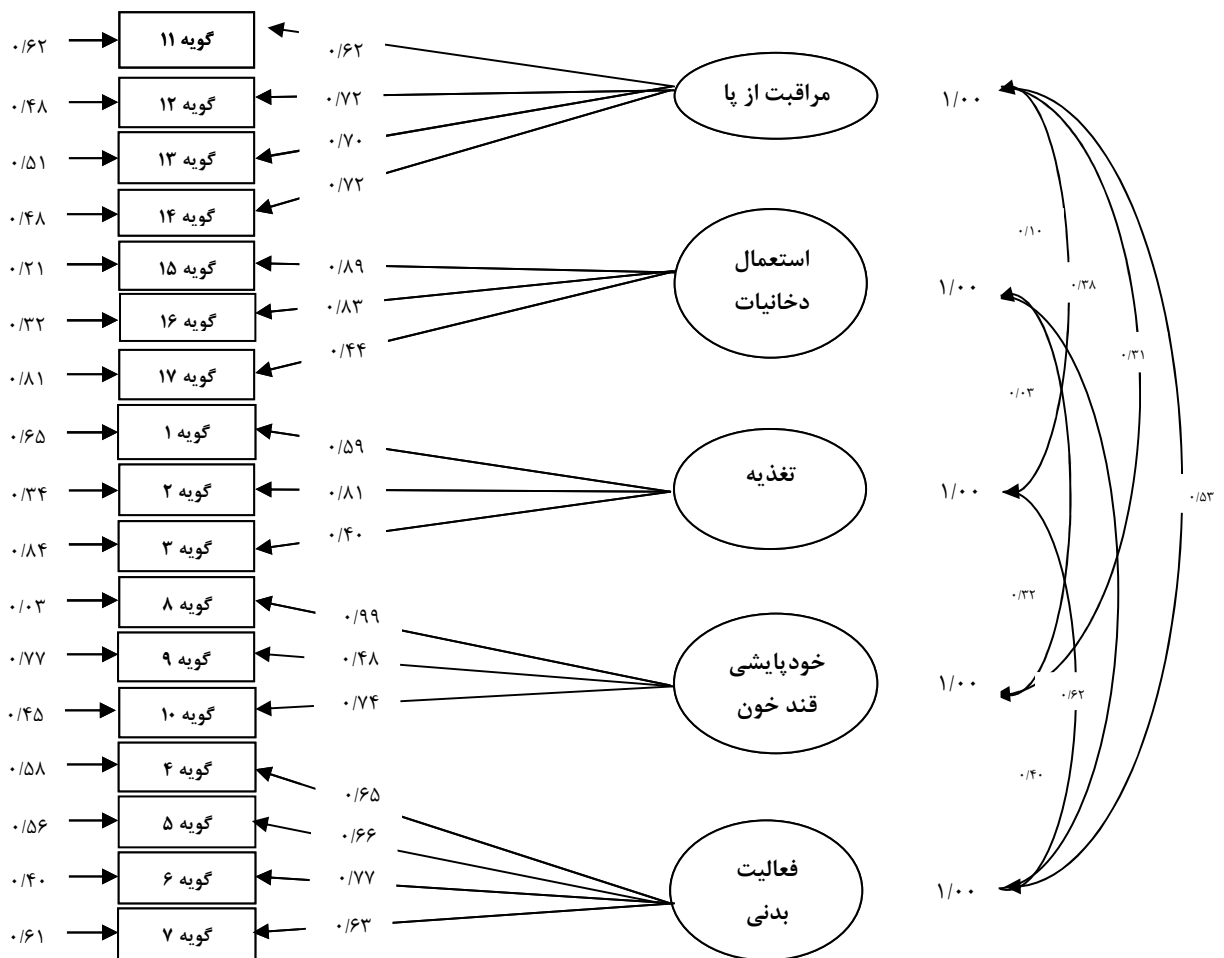 ۰/۶۲ گویه ۱۱ ۰/۶۲
۰/۴۸ گویه ۱۲ ۰/۷۲
۰/۵۱ گویه ۱۳ ۰/۷۰
۰/۴۸ گویه ۱۴ ۰/۷۲
مراقبت از پا
۱/۰۰
۰/۲۱ گویه ۱۵ ۰/۸۹
۰/۳۲ گویه ۱۶ ۰/۸۳
۰/۸۱ گویه ۱۷ ۰/۴۴
استعمال
دخانیات
۱/۰۰
۰/۶۵ گویه ۱ ۰/۵۹
۰/۳۴ گویه ۲ ۰/۸۱
۰/۸۴ گویه ۳ ۰/۴۰
تغذیه
۱/۰۰
۰/۰۳ گویه ۸ ۰/۹۹
۰/۷۷ گویه ۹ ۰/۴۸
۰/۴۵ گویه ۱۰ ۰/۷۴
خودپایشی
قند خون
۱/۰۰
۰/۵۸ گویه ۴ ۰/۶۵
۰/۵۶ گویه ۵ ۰/۶۶
۰/۴۰ گویه ۶ ۰/۷۷
۰/۶۱ گویه ۷ ۰/۶۳
فعالیت
بدنی
۱/۰۰
۰/۱۰
۰/۳۸
۰/۳۱
۰/۰۳
۰/۵۳
۰/۳۲
۰/۶۲
۰/۴۰